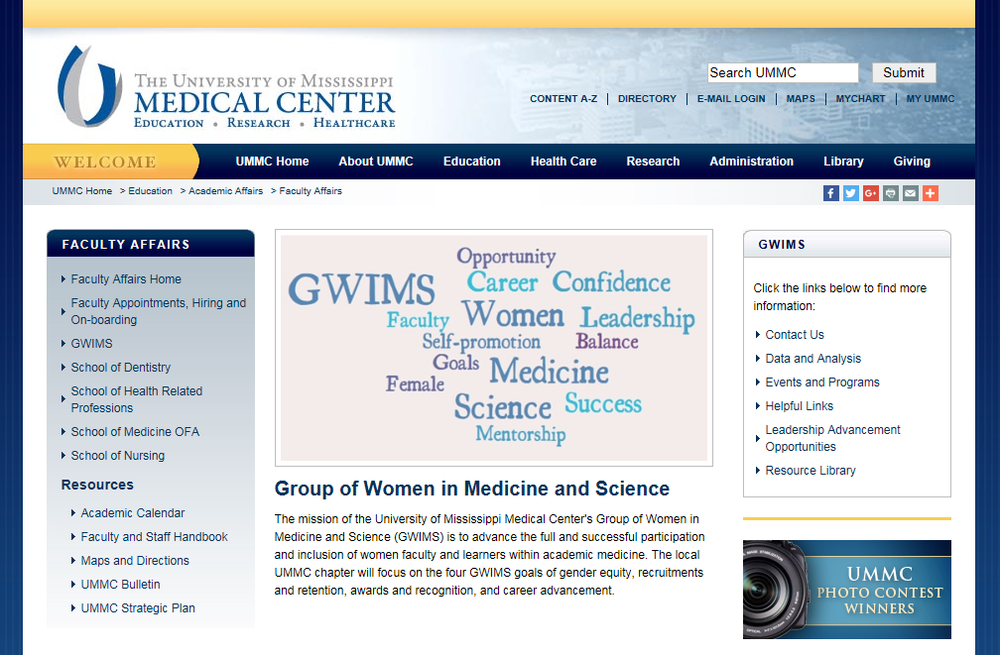 THE UNIVERSITY OF MISSISSIPPI
MEDICAL CENTER
EDUCATION • RESEARCH • HEALTHCARE
Search UMMC Submit
CONTENT A-Z | DIRECTORY | E-MAIL LOGIN | MAPS | MYCHART | MY UMMC
WELCOME UMMC Home About UMMC Education Health Care Research Administration Library Giving
UMMC Home > Education > Academic Affairs > Faculty Affairs
FACULTY AFFAIRS
Faculty Affairs Home
Faculty Appointments, Hiring and
On-boarding
GWIMS
School of Dentistry
School of Health Related
Professions
School of Medicine OFA
School of Nursing
Resources
Academic Calendar
Faculty and Staff Handbook
Maps and Directions
UMMC Bulletin
UMMC Strategic Plan
Opportunity
GWIMS Career Confidence
Faculty Women Leadership
Self-promotion Balance
Goals Medicine
Female
Science Success
Mentorship
Group of Women in Medicine and Science
The mission of the University of Mississippi Medical Center's Group of Women in
Medicine and Science (GWIMS) is to advance the full and successful participation
and inclusion of women faculty and learners within academic medicine. The local
UMMC chapter will focus on the four GWIMS goals of gender equity, recruitments
and retention, awards and recognition, and career advancement.
GWIMS
Click the links below to find more
information:
Contact Us
Data and Analysis
Events and Programs
Helpful Links
Leadership Advancement
Opportunities
Resource Library
UMMC
PHOTO CONTEST
WINNERS